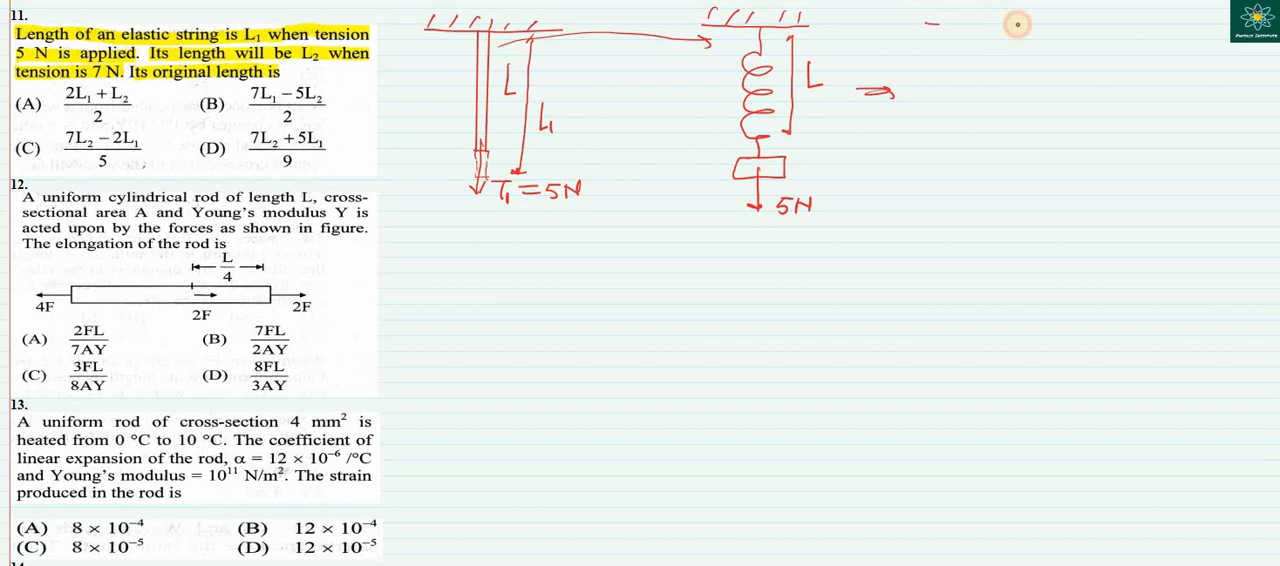 11.
Length of an elastic string is L₁ when tension
5 N is applied. Its length will be L₂ when
tension is 7 N. Its original length is
(A) (2L₁ + L₂)/2 (B) (7L₁ − 5L₂)/2
(C) (7L₂ − 2L₁)/5 (D) (7L₂ + 5L₁)/9
12.
A uniform cylindrical rod of length L, cross-
sectional area A and Young's modulus Y is
acted upon by the forces as shown in figure.
The elongation of the rod is
L/4
4F 2F 2F
(A) 2FL/7AY (B) 7FL/2AY
(C) 3FL/8AY (D) 8FL/3AY
13.
A uniform rod of cross-section 4 mm² is
heated from 0 °C to 10 °C. The coefficient of
linear expansion of the rod, α = 12 × 10⁻⁶ /°C
and Young's modulus = 10¹¹ N/m². The strain
produced in the rod is
(A) 8 × 10⁻⁴ (B) 12 × 10⁻⁴
(C) 8 × 10⁻⁵ (D) 12 × 10⁻⁵
L
L₁
T₁ = 5N
L
5N